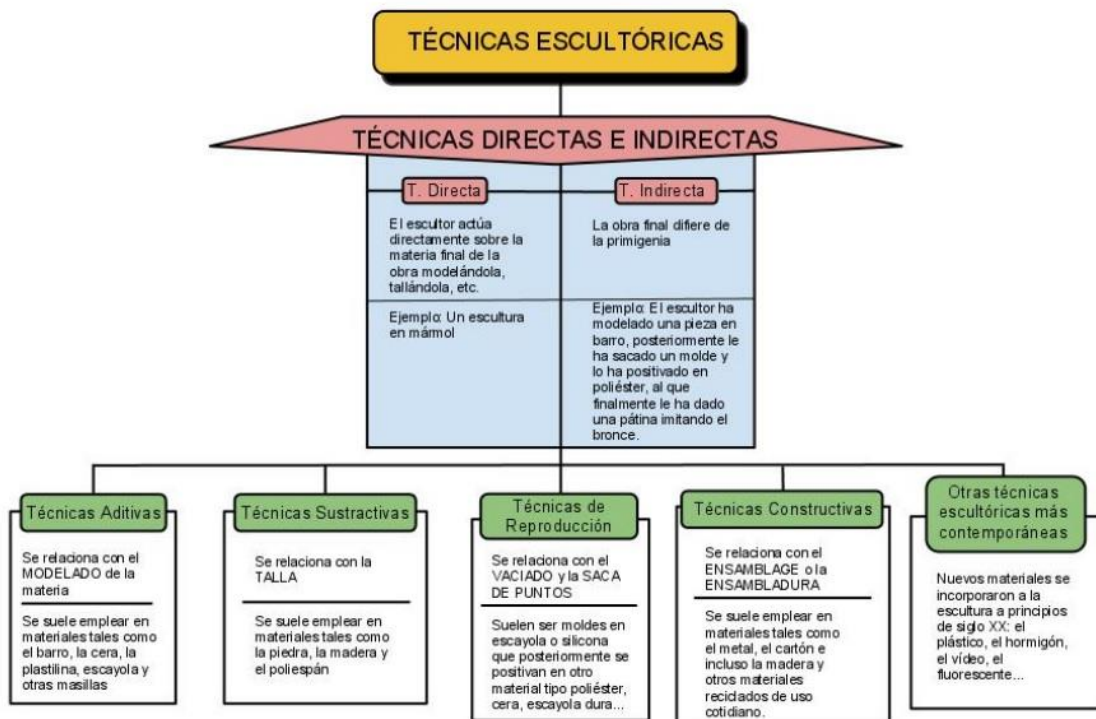 TÉCNICAS ESCULTÓRICAS
TÉCNICAS DIRECTAS E INDIRECTAS
T. Directa
El escultor actúa
directamente sobre la
materia final de la
obra modelándola,
tallándola, etc.
Ejemplo: Un escultura
en mármol
T. Indirecta
La obra final difiere de
la primigenia
Ejemplo: El escultor ha
modelado una pieza en
barro, posteriormente le
ha sacado un molde y
lo ha positivado en
poliéster, al que
finalmente le ha dado
una pátina imitando el
bronce.
Técnicas Aditivas
Se relaciona con el
MODELADO de la
materia
Se suele emplear en
materiales tales como
el barro, la cera, la
plastilina, escayola y
otras masillas
Técnicas Sustractivas
Se relaciona con la
TALLA
Se suele emplear en
materiales tales como
la piedra, la madera y
el poliespán
Técnicas de
Reproducción
Se relaciona con el
VACIADO y la SACA
DE PUNTOS
Suelen ser moldes en
escayola o silicona
que posteriormente se
positivan en otro
material tipo poliéster,
cera, escayola dura...
Técnicas Constructivas
Se relaciona con el
ENSAMBLAGE o la
ENSAMBLADURA
Se suele emplear en
materiales tales como
el metal, el cartón e
incluso la madera y
otros materiales
reciclados de uso
cotidiano.
Otras técnicas
escultóricas más
contemporáneas
Nuevos materiales se
incorporaron a la
escultura a principios
de siglo XX: el
plástico, el hormigón,
el vídeo, el
fluorescente...